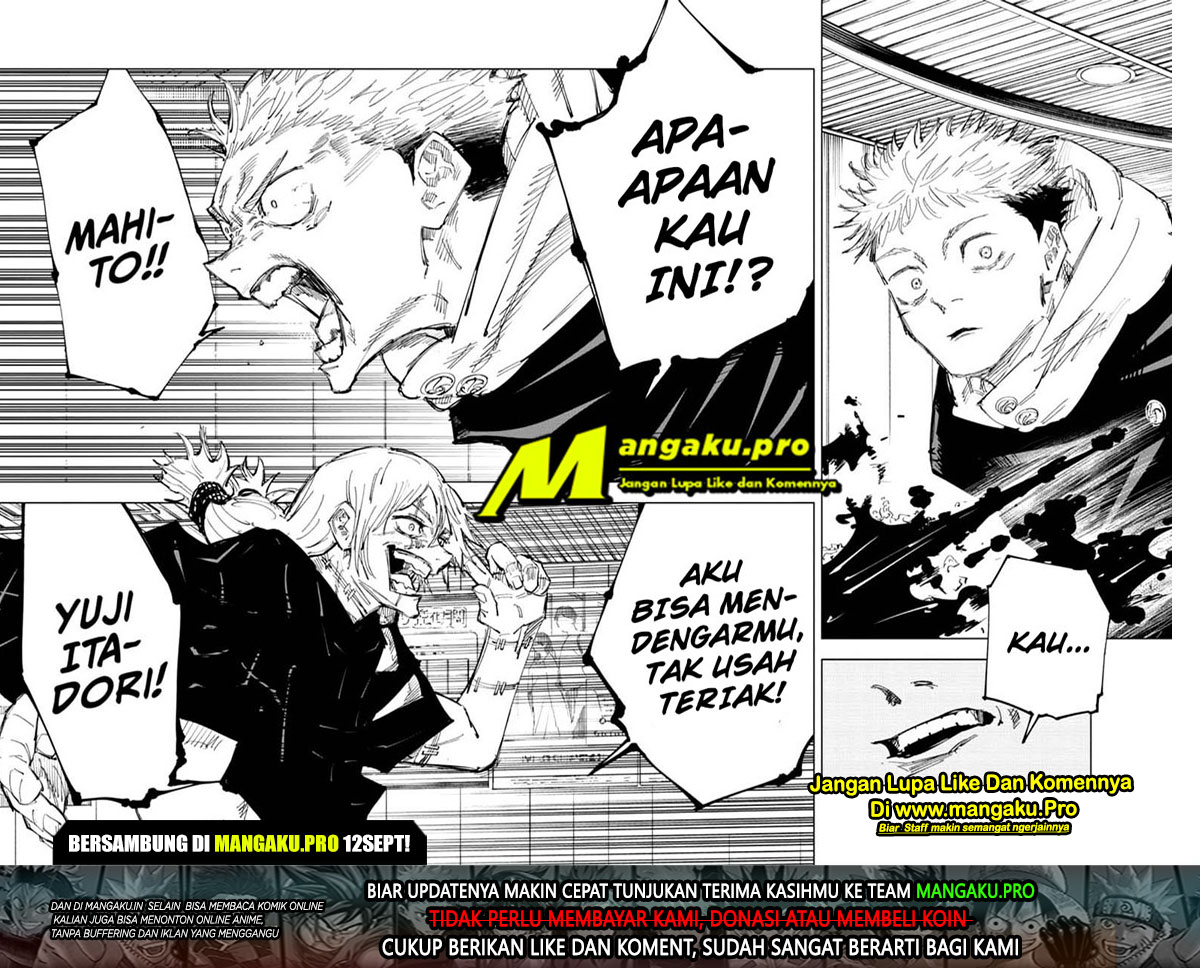 KAU...
APA-
APAAN
KAU
INI!?
MAHI-
TO!!
AKU
BISA MEN-
DENGARMU,
TAK USAH
TERIAK!
YUJI
ITA-
DORI!
Mangaku.pro
Jangan Lupa Like dan Komennya
Jangan Lupa Like Dan Komennya
Di www.mangaku.Pro
Biar Staff makin semangat ngerjainnya
BERSAMBUNG DI MANGAKU.PRO 12SEPT!
DAN DI MANGAKU.IN SELAIN BISA MEMBACA KOMIK ONLINE
KALIAN JUGA BISA MENONTON ONLINE ANIME,
TANPA BUFFERING DAN IKLAN YANG MENGGANGU
BIAR UPDATENYA MAKIN CEPAT TUNJUKAN TERIMA KASIHMU KE TEAM MANGAKU.PRO
TIDAK PERLU MEMBAYAR KAMI, DONASI ATAU MEMBELI KOIN
CUKUP BERIKAN LIKE DAN KOMENT, SUDAH SANGAT BERARTI BAGI KAMI